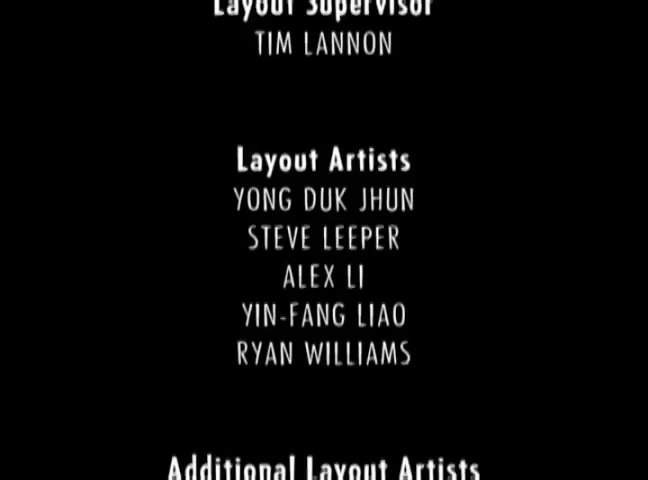 Layout Supervisor
TIM LANNON
Layout Artists
YONG DUK JHUN
STEVE LEEPER
ALEX LI
YIN-FANG LIAO
RYAN WILLIAMS
Additional Layout Artists